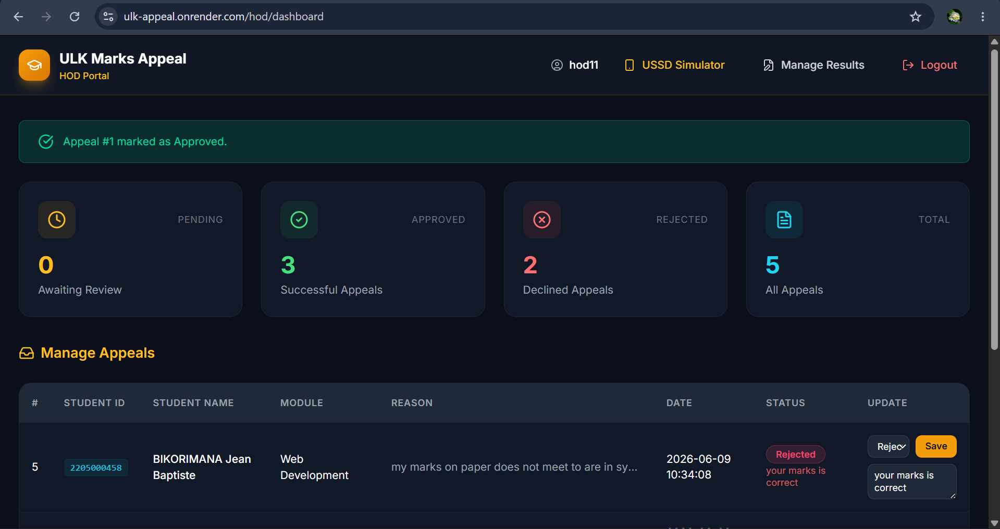 ulk-appeal.onrender.com/hod/dashboard
ULK Marks Appeal
HOD Portal
hod11
USSD Simulator
Manage Results
Logout
Appeal #1 marked as Approved.
PENDING
0
Awaiting Review
APPROVED
3
Successful Appeals
REJECTED
2
Declined Appeals
TOTAL
5
All Appeals
Manage Appeals
# STUDENT ID STUDENT NAME MODULE REASON DATE STATUS UPDATE
5
2205000458
BIKORIMANA Jean
Baptiste
Web
Development
my marks on paper does not meet to are in sy...
2026-06-09
10:34:08
Rejected
your marks is
correct
Rejec
Save
your marks is
correct